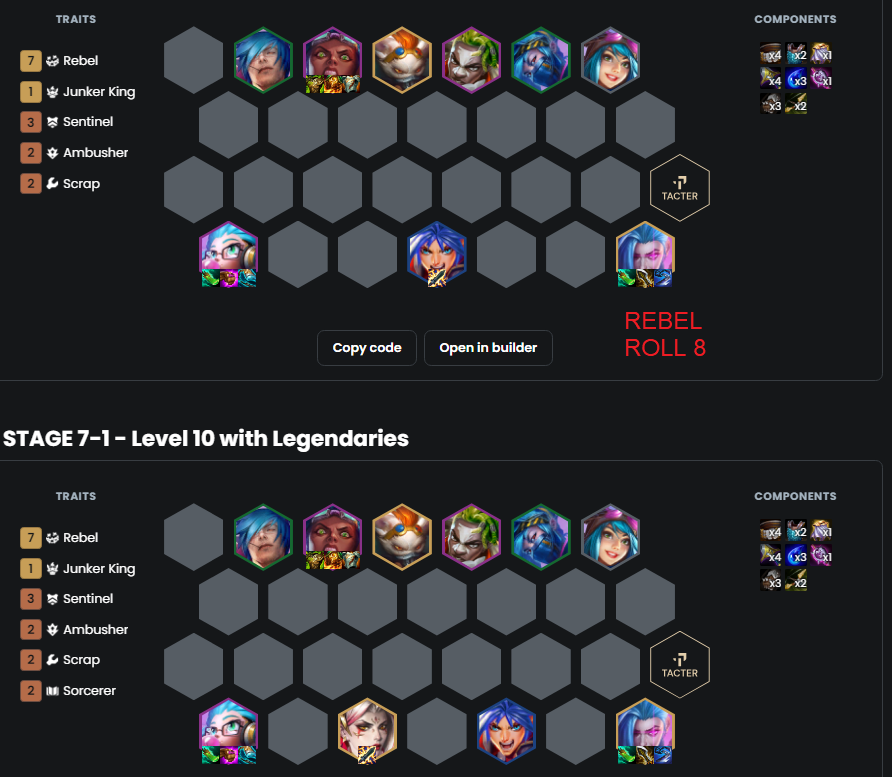 TRAITS
COMPONENTS
7 Rebel
1 Junker King
3 Sentinel
2 Ambusher
2 Scrap
x4 x2 x1
x4 x3 x1
x3 x2
TACTER
REBEL
ROLL 8
Copy code
Open in builder
STAGE 7-1 - Level 10 with Legendaries
TRAITS
COMPONENTS
7 Rebel
1 Junker King
3 Sentinel
2 Ambusher
2 Scrap
2 Sorcerer
x4 x2 x1
x4 x3 x1
x3 x2
TACTER